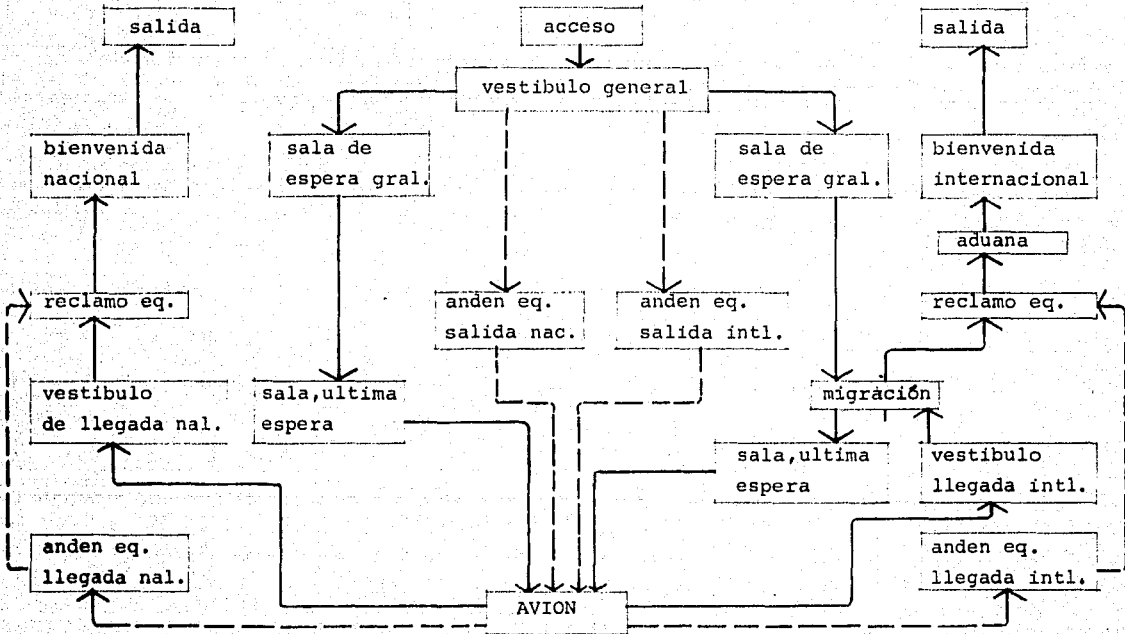 salida
acceso
salida
vestibulo general
bienvenida
nacional
sala de
espera gral.
sala de
espera gral.
bienvenida
internacional
aduana
reclamo eq.
anden eq.
salida nac.
anden eq.
salida intl.
reclamo eq.
vestibulo
de llegada nal.
sala,ultima
espera
migración
sala,ultima
espera
vestibulo
llegada intl.
anden eq.
llegada nal.
anden eq.
llegada intl.
AVION